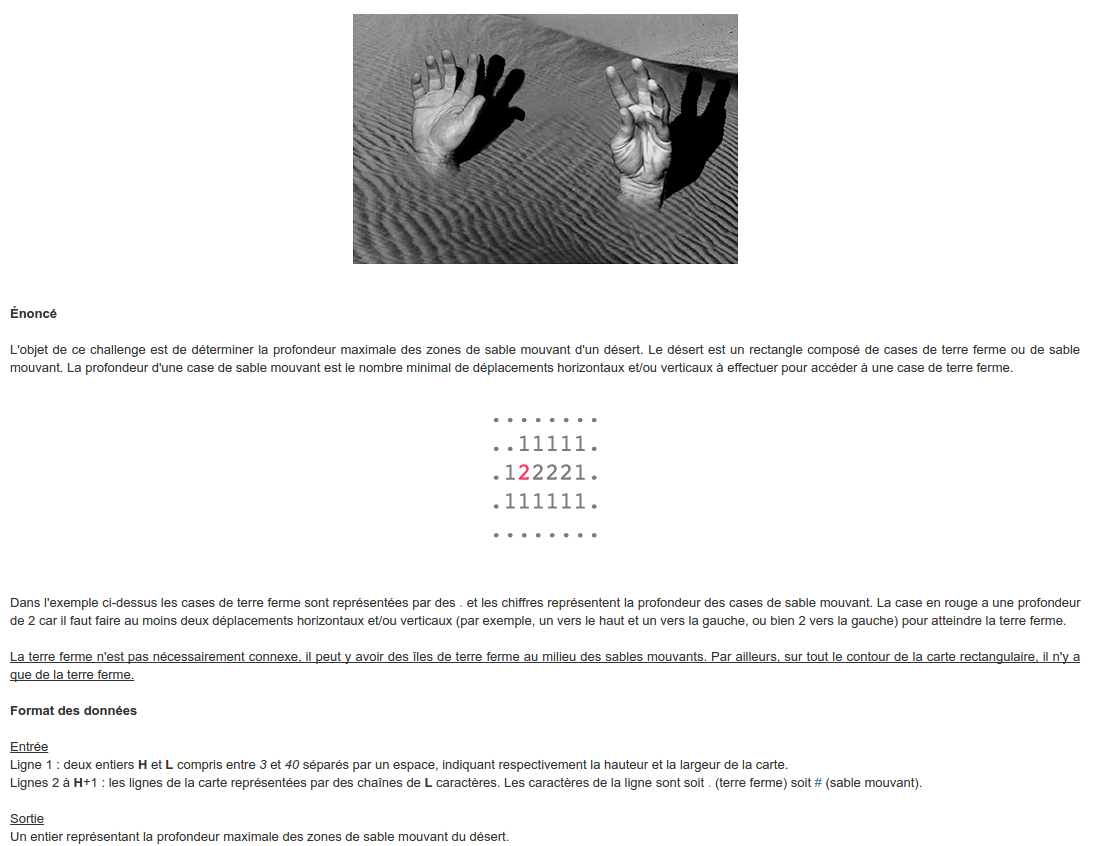 Énoncé
L'objet de ce challenge est de déterminer la profondeur maximale des zones de sable mouvant d'un désert. Le désert est un rectangle composé de cases de terre ferme ou de sable
mouvant. La profondeur d'une case de sable mouvant est le nombre minimal de déplacements horizontaux et/ou verticaux à effectuer pour accéder à une case de terre ferme.
........
..11111.
.122221.
.111111.
........
Dans l'exemple ci-dessus les cases de terre ferme sont représentées par des . et les chiffres représentent la profondeur des cases de sable mouvant. La case en rouge a une profondeur
de 2 car il faut faire au moins deux déplacements horizontaux et/ou verticaux (par exemple, un vers le haut et un vers la gauche, ou bien 2 vers la gauche) pour atteindre la terre ferme.
La terre ferme n'est pas nécessairement connexe, il peut y avoir des îles de terre ferme au milieu des sables mouvants. Par ailleurs, sur tout le contour de la carte rectangulaire, il n'y a
que de la terre ferme.
Format des données
Entrée
Ligne 1 : deux entiers H et L compris entre 3 et 40 séparés par un espace, indiquant respectivement la hauteur et la largeur de la carte.
Lignes 2 à H+1 : les lignes de la carte représentées par des chaînes de L caractères. Les caractères de la ligne sont soit . (terre ferme) soit # (sable mouvant).
Sortie
Un entier représentant la profondeur maximale des zones de sable mouvant du désert.